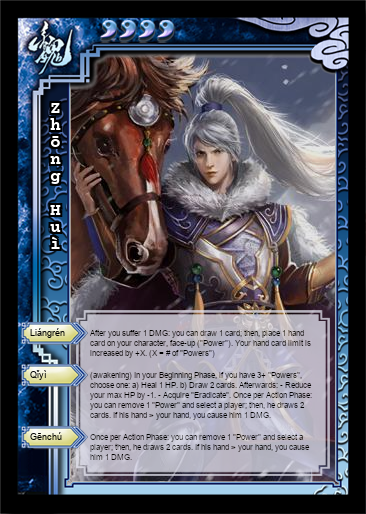 魏
Zhōng Huì
Liángrén
After you suffer 1 DMG: you can draw 1 card, then, place 1 hand
card on your character, face-up ("Power"). Your hand card limit is
increased by +X. (X = # of "Powers")
Qǐyì
(awakening) In your Beginning Phase, if you have 3+ "Powers",
choose one: a) Heal 1 HP. b) Draw 2 cards. Afterwards: - Reduce
your max HP by -1. - Acquire "Eradicate". Once per Action Phase:
you can remove 1 "Power" and select a player; then, he draws 2
cards. If his hand > your hand, you cause him 1 DMG.
Gēnchú
Once per Action Phase: you can remove 1 "Power" and select a
player; then, he draws 2 cards. If his hand > your hand, you cause
him 1 DMG.